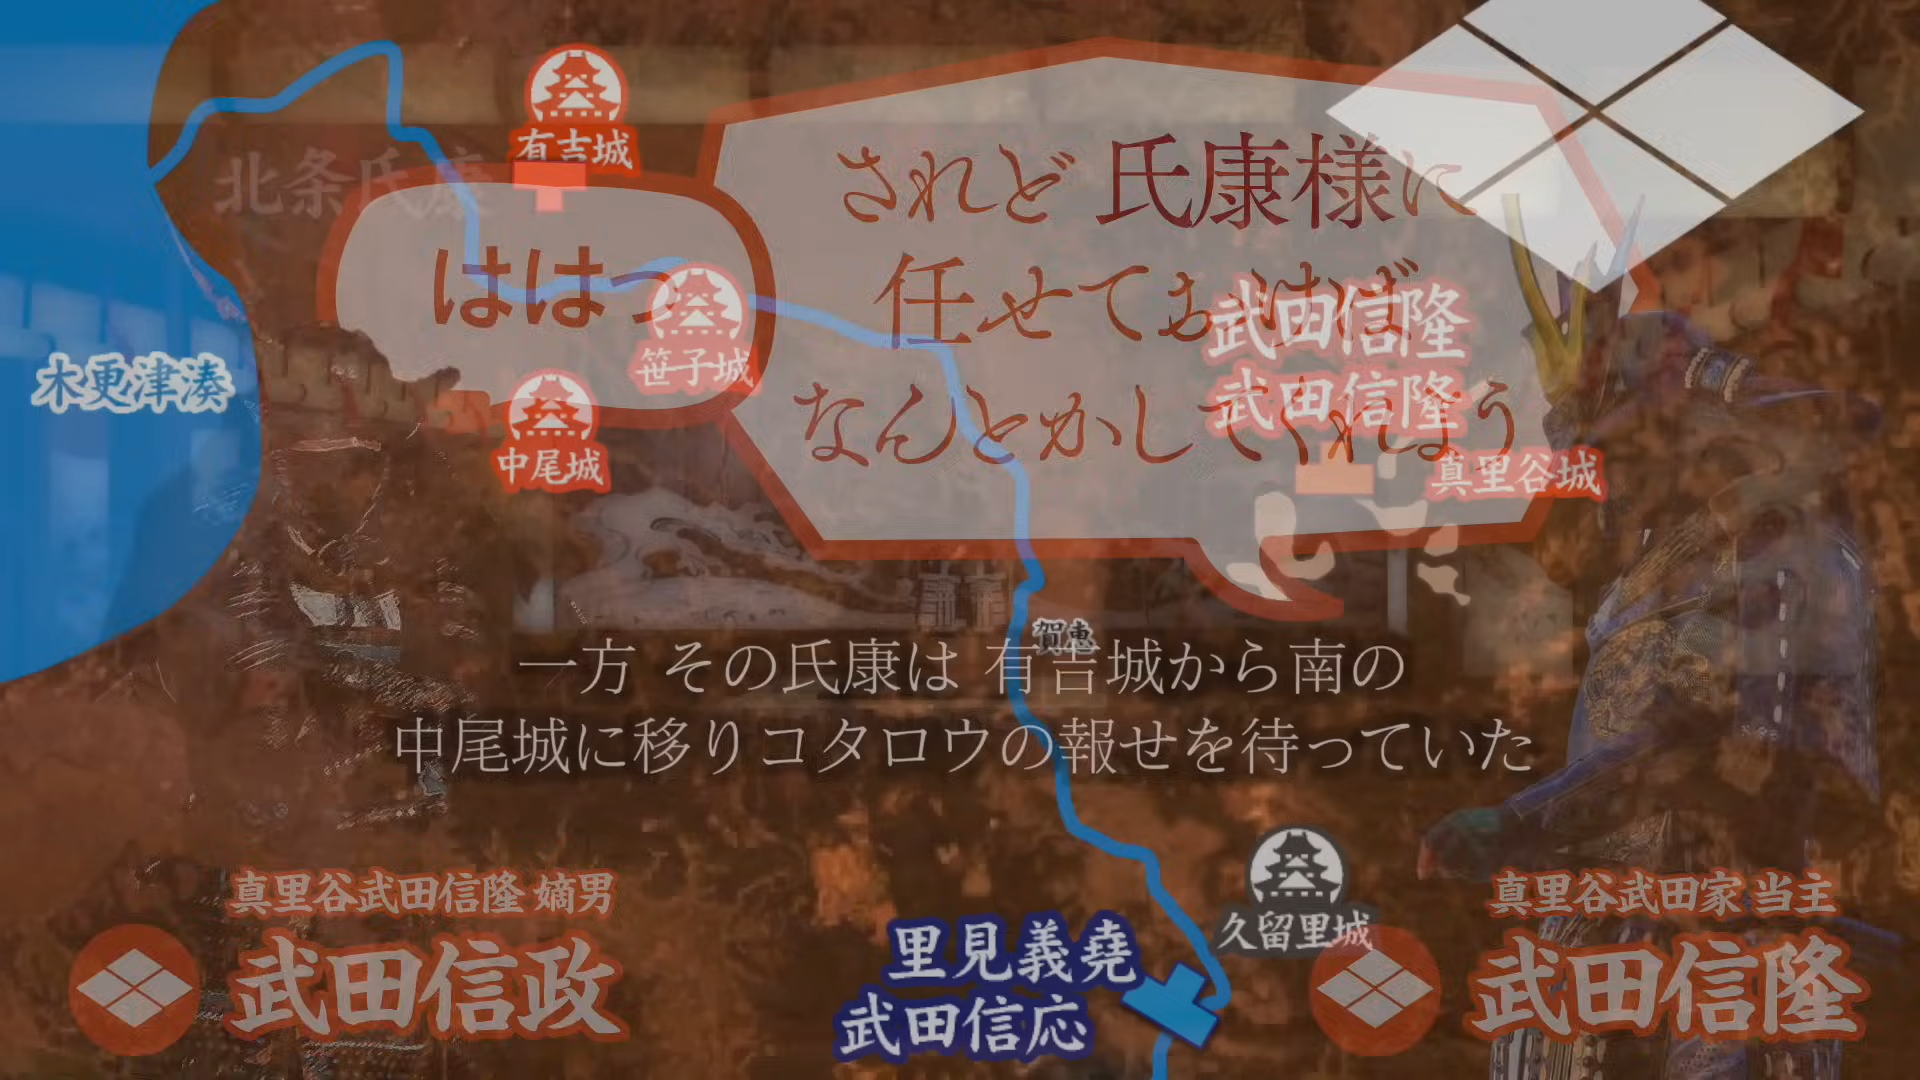 有吉城
北条氏康
ははっ
されど 氏康様に
任せておけば
なんとかしてくれよう
笹子城
武田信隆
武田信隆
木更津湊
中尾城
真里谷城
賀恵
一方 その氏康は 有吉城から南の
中尾城に移りコタロウの報せを待っていた
久留里城
里見義堯
武田信応
真里谷武田信隆 嫡男
武田信政
真里谷武田家 当主
武田信隆